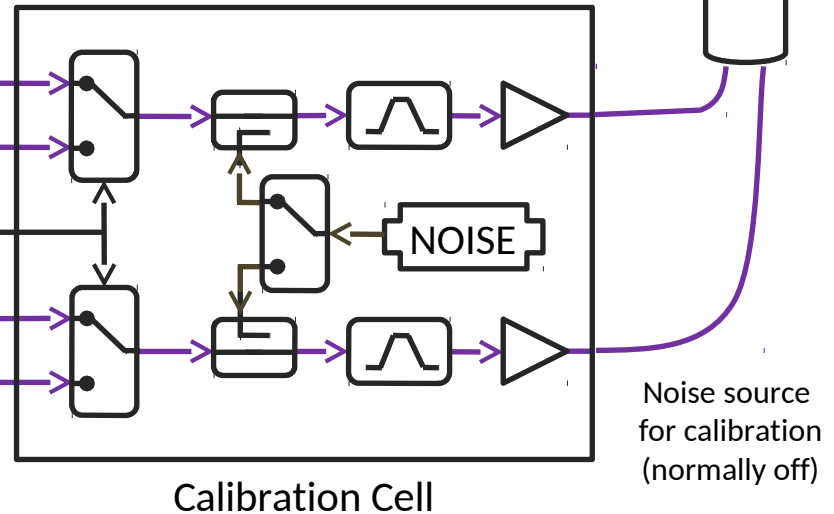 NOISE
Noise source
for calibration
(normally off)
Calibration Cell